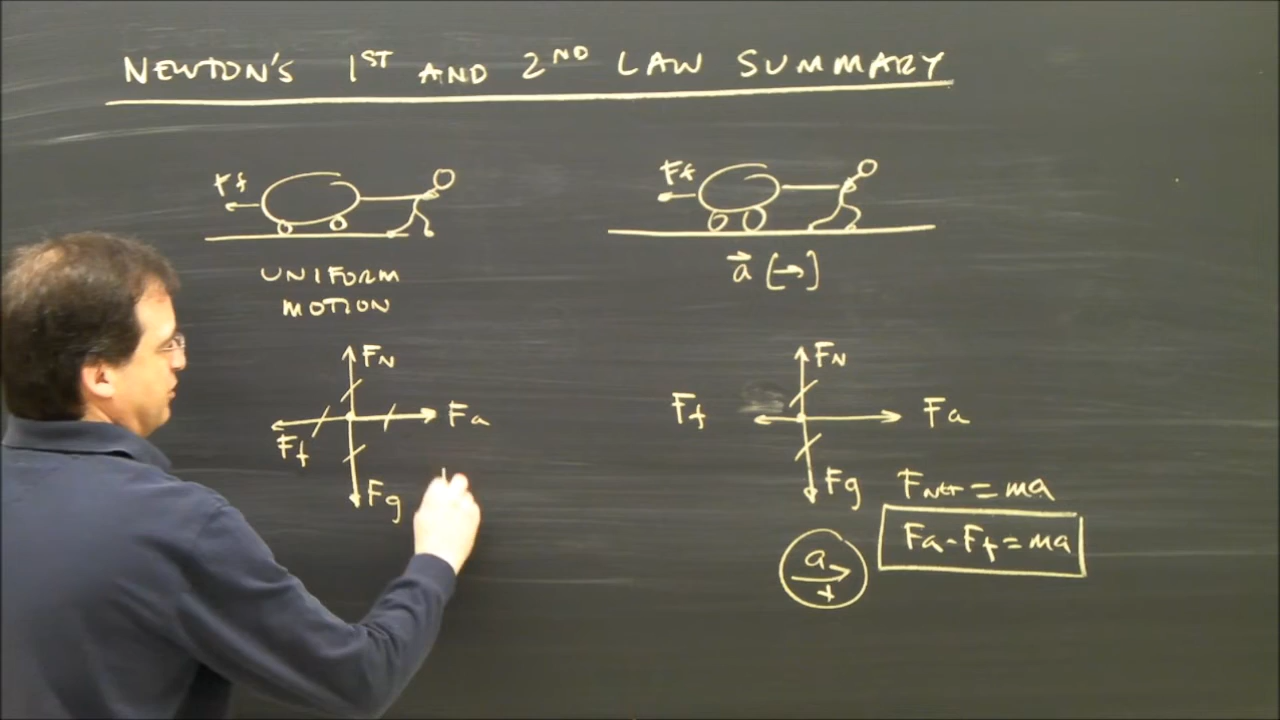 NEWTON'S 1ST AND 2ND LAW SUMMARY
Ff
UNIFORM
MOTION
FN
Ff
Fa
Fg
Ff
a [→]
FN
Ff
Fa
Fg
FNET = ma
Fa - Ff = ma
a
+